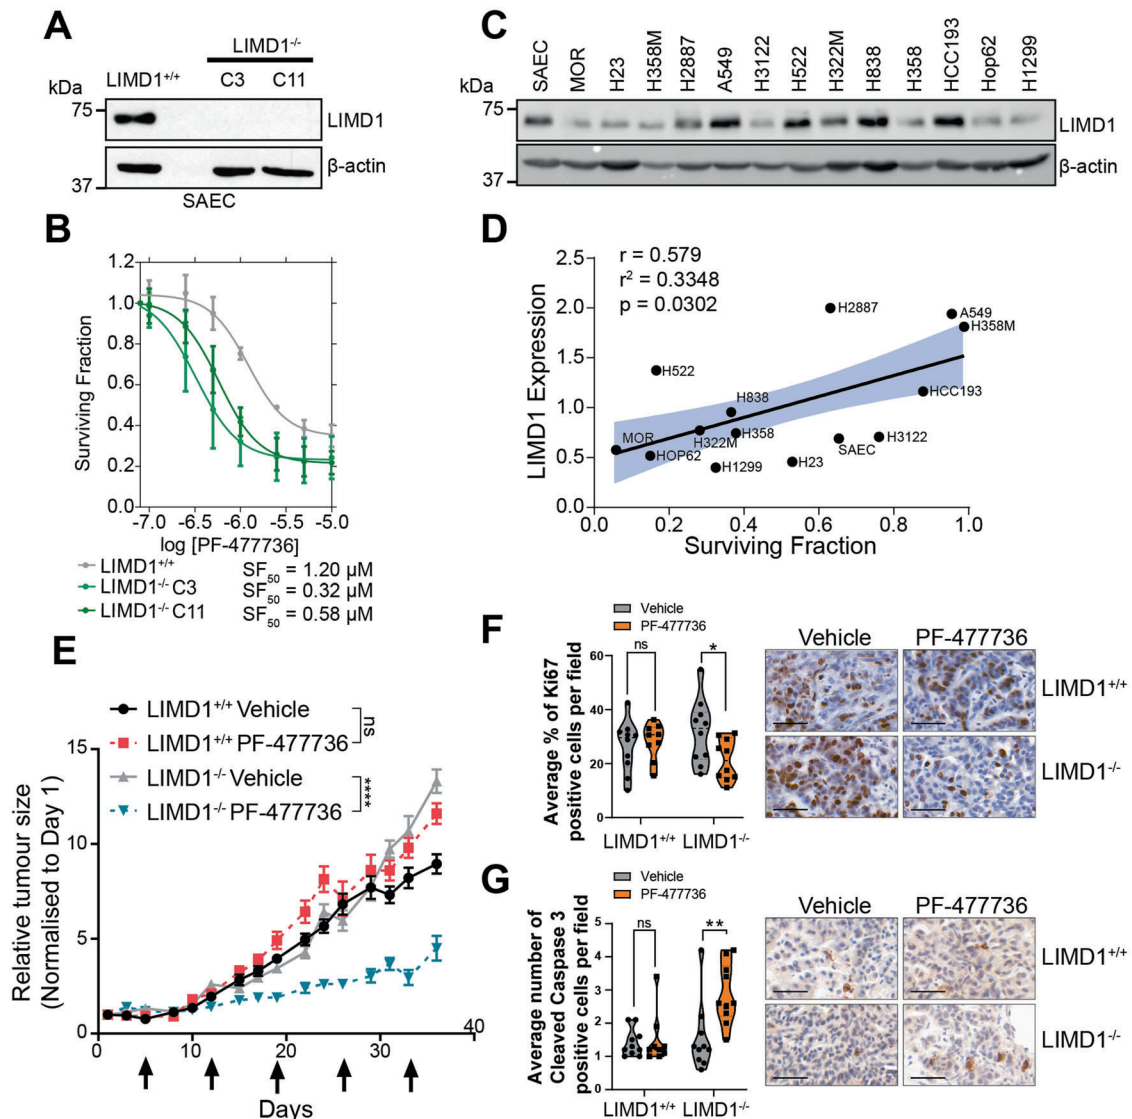 A
LIMD1-/-
LIMD1+/+ C3 C11
kDa
75
LIMD1
β-actin
37
SAEC
B
1.2
1.0
0.8
0.6
0.4
0.2
0.0
Surviving Fraction
-7.0 -6.5 -6.0 -5.5 -5.0
log [PF-477736]
LIMD1+/+ SF50 = 1.20 μM
LIMD1-/- C3 SF50 = 0.32 μM
LIMD1-/- C11 SF50 = 0.58 μM
C
SAEC MOR H23 H358M H2887 A549 H3122 H522 H322M H838 H358 HCC193 Hop62 H1299
kDa
75
LIMD1
β-actin
37
D
r = 0.579
r2 = 0.3348
p = 0.0302
2.5
2.0
1.5
1.0
0.5
0.0
LIMD1 Expression
H2887
A549
H358M
H522
HCC193
H838
MOR
H322M
H358
H3122
SAEC
HOP62
H1299
H23
0.0 0.2 0.4 0.6 0.8 1.0
Surviving Fraction
E
LIMD1+/+ Vehicle
LIMD1+/+ PF-477736
ns
LIMD1-/- Vehicle
LIMD1-/- PF-477736
****
15
10
5
0
Relative tumour size
(Normalised to Day 1)
0 10 20 30 40
Days
F
Vehicle
PF-477736
ns
*
60
40
20
0
Average % of Ki67
positive cells per field
LIMD1+/+ LIMD1-/-
Vehicle PF-477736
LIMD1+/+
LIMD1-/-
G
Vehicle
PF-477736
ns
**
5
4
3
2
1
0
Average number of
Cleaved Caspase 3
positive cells per field
LIMD1+/+ LIMD1-/-
Vehicle PF-477736
LIMD1+/+
LIMD1-/-